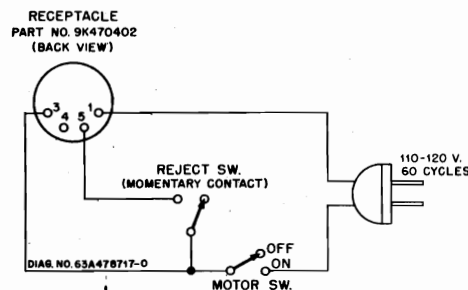 RECEPTACLE
PART NO. 9K470402
(BACK VIEW)
3
4
5
1
REJECT SW.
(MOMENTARY CONTACT)
110-120 V.
60 CYCLES
OFF
ON
DIAG. NO. 63A478717-0
MOTOR SW.